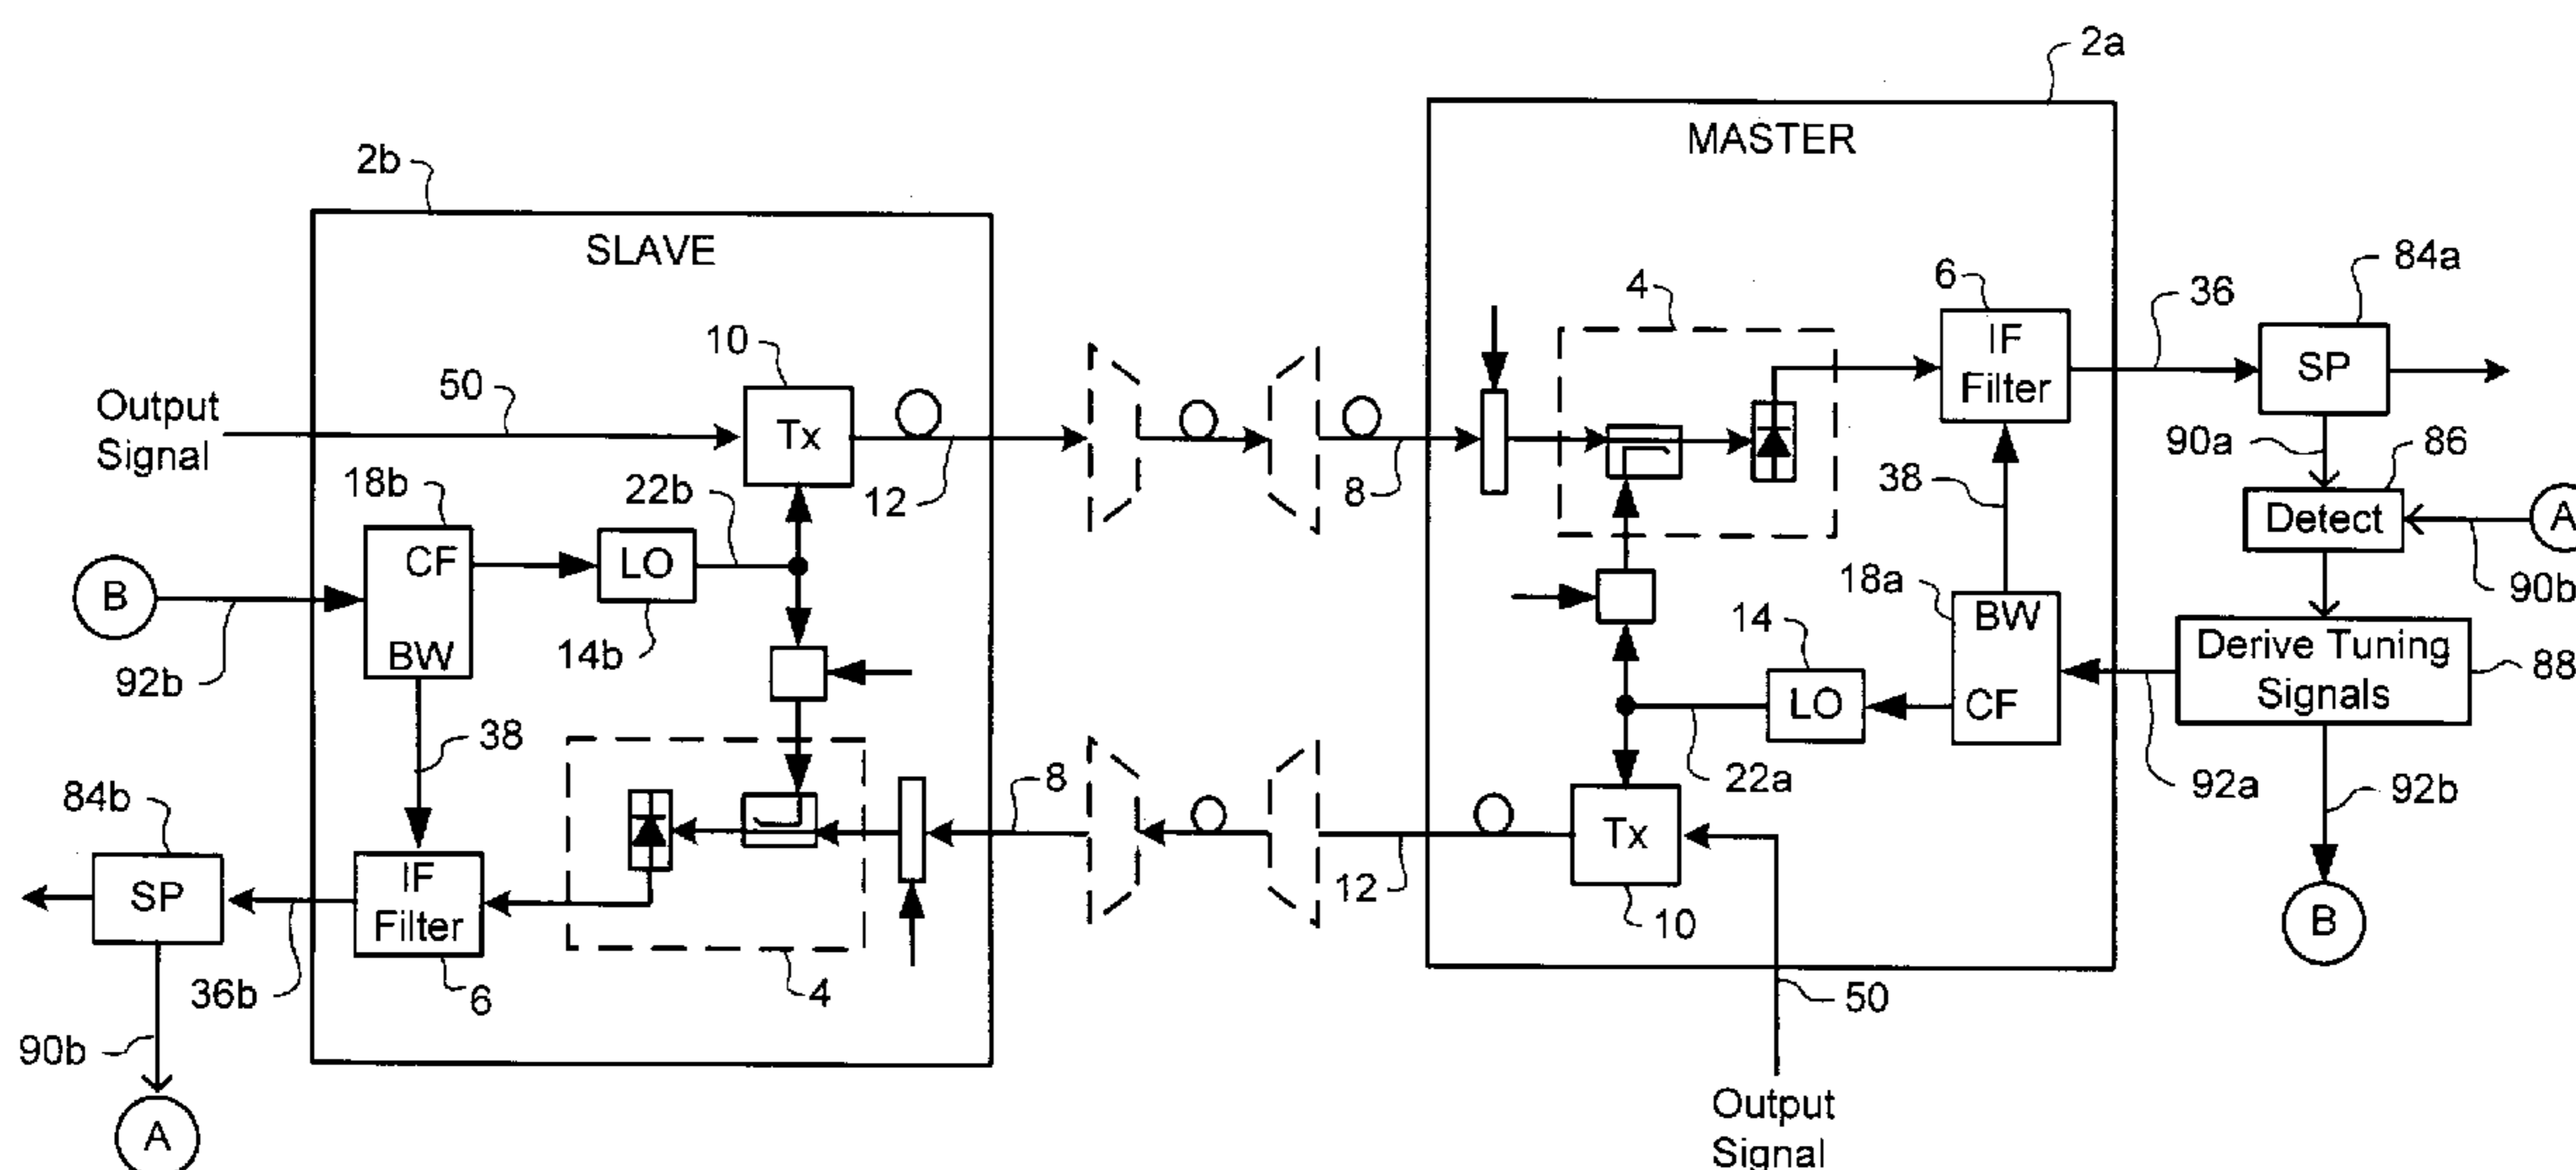 2a
MASTER
2b
SLAVE
84a
6
4
36
IF
Filter
SP
10
50
Output
Signal
Tx
90a
86
18b
22b
12
8
38
Detect
A
CF
LO
B
18a
BW
90b
14
Derive Tuning
Signals
88
BW
14b
92b
LO
CF
38
8
22a
92a
92b
84b
Tx
IF
Filter
SP
12
10
B
36b
6
4
50
90b
A
Output
Signal